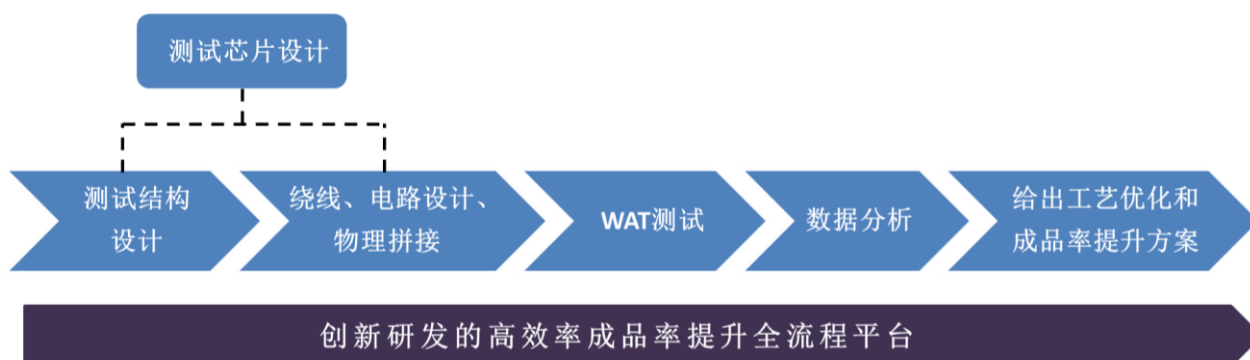 测试芯片设计
测试结构
设计
绕线、电路设计、
物理拼接
WAT测试
数据分析
给出工艺优化和
成品率提升方案
创新研发的高效率成品率提升全流程平台